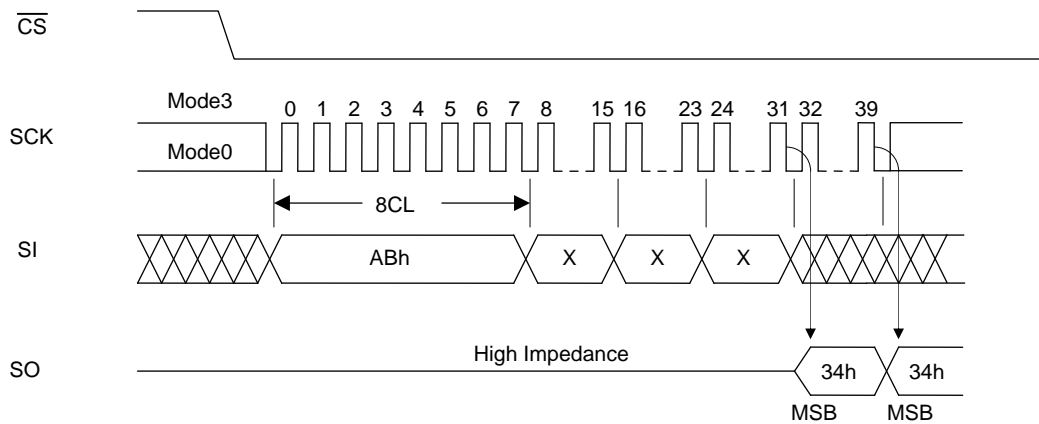 CS
Mode3
0 1 2 3 4 5 6 7 8 15 16 23 24 31 32 39
SCK
Mode0
8CL
SI
ABh X X X
High Impedance
SO
34h 34h
MSB MSB